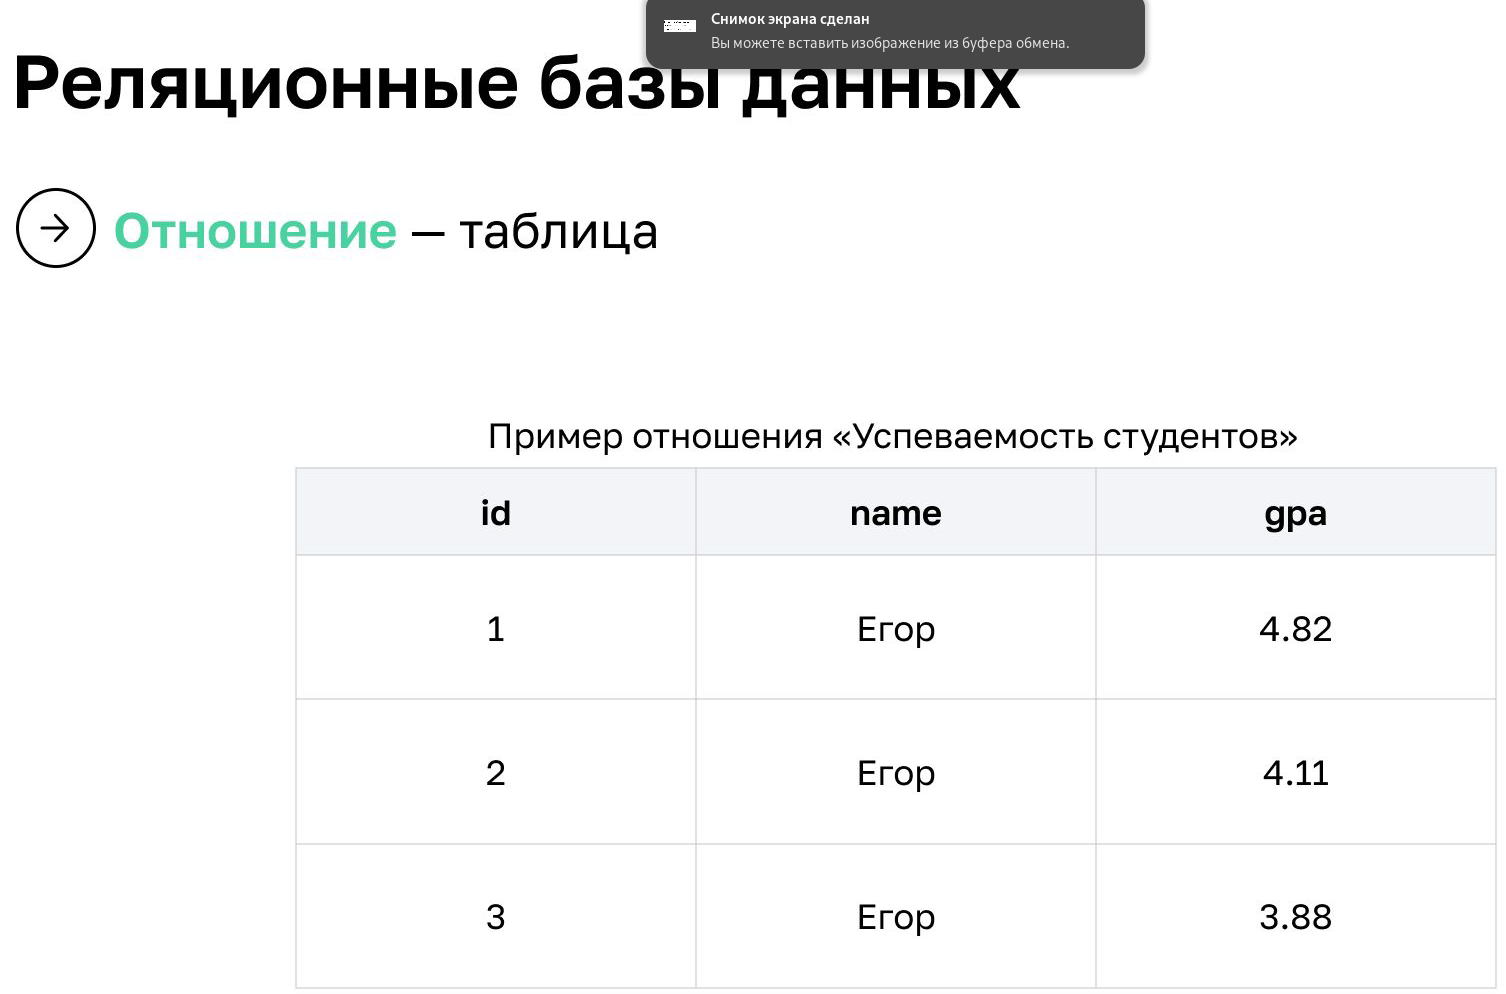 Снимок экрана сделан
Вы можете вставить изображение из буфера обмена.
Реляционные базы данных
Отношение — таблица
Пример отношения «Успеваемость студентов»
id name gpa
1 Егор 4.82
2 Егор 4.11
3 Егор 3.88